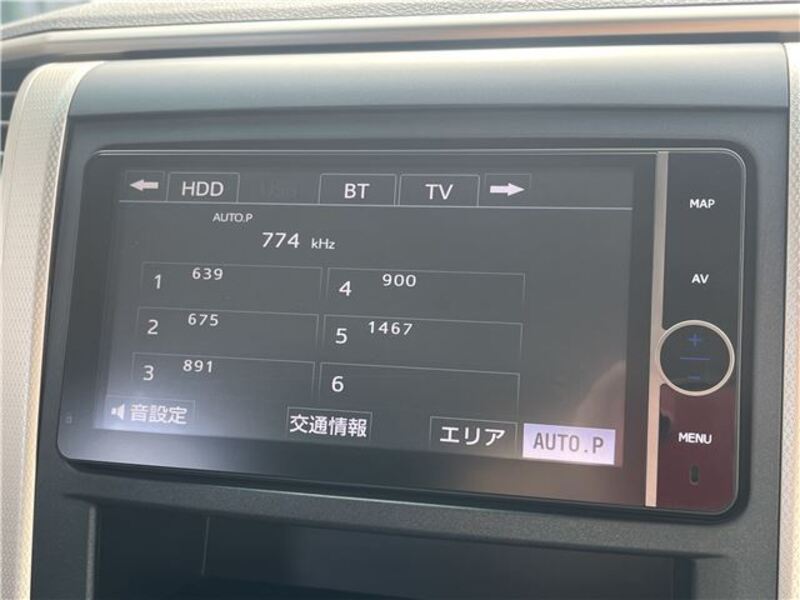 HDD BT TV
AUTO.P
774 kHz
1 639
4 900
2 675
5 1467
3 891
6
音設定
交通情報
エリア
AUTO.P
MAP
AV
+
-
MENU